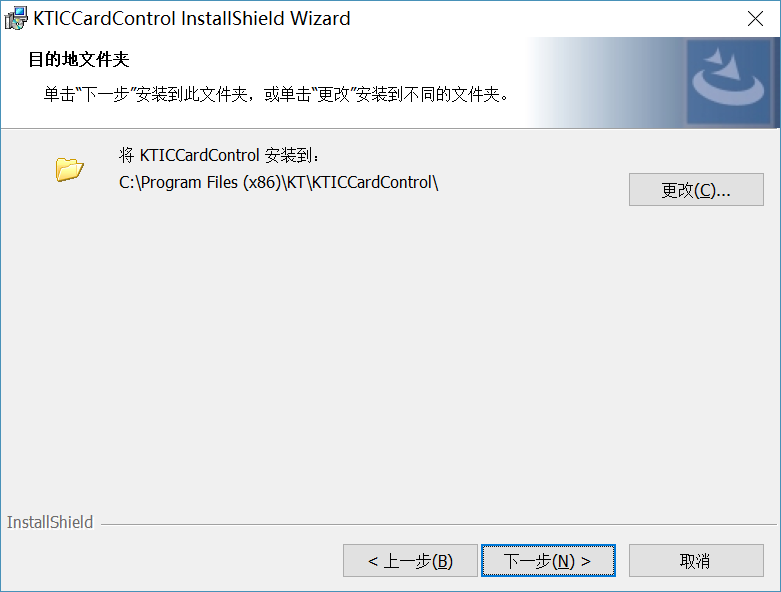 KTICCardControl InstallShield Wizard
目的地文件夹
单击“下一步”安装到此文件夹，或单击“更改”安装到不同的文件夹。
将 KTICCardControl 安装到：
C:\Program Files (x86)\KT\KTICCardControl\
更改(C)...
InstallShield
< 上一步(B)
下一步(N) >
取消